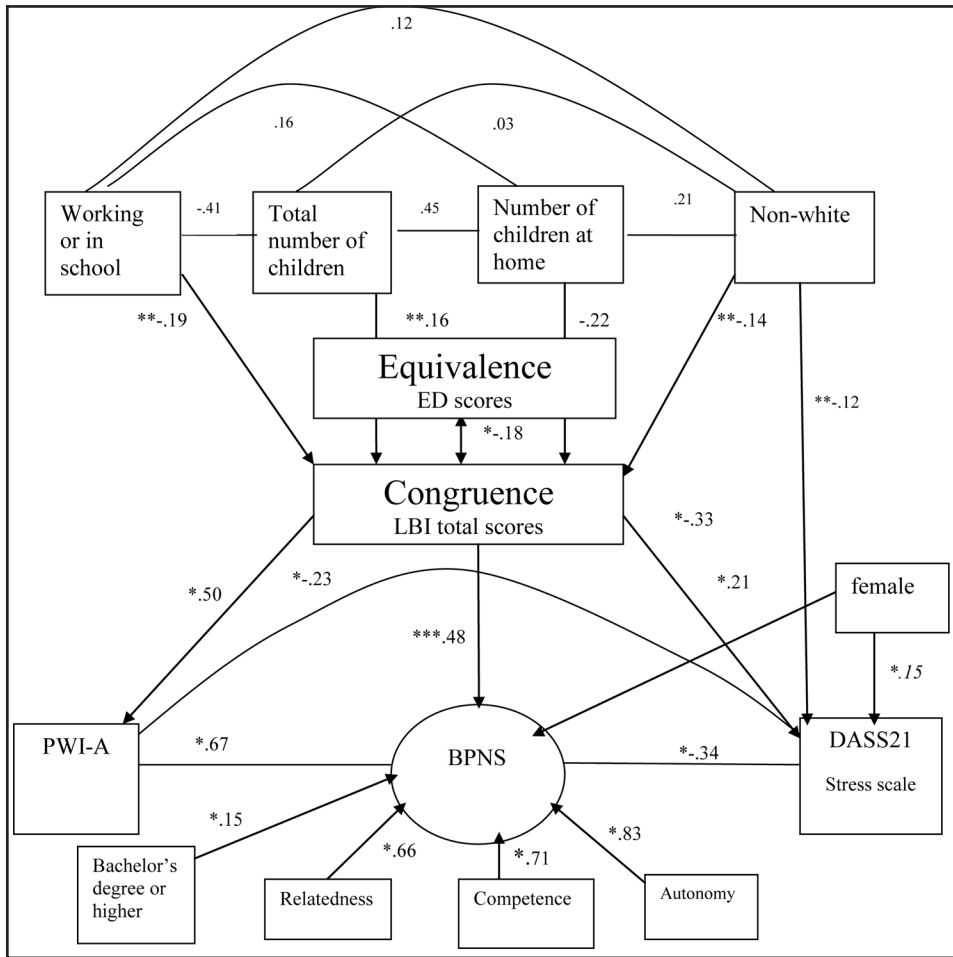 .12
.16
.03
Working
or in
school
-.41
Total
number of
children
.45
Number of
children at
home
.21
Non-white
**-.19
**.16
-.22
**-.14
Equivalence
ED scores
**-.12
*-.18
Congruence
LBI total scores
*-.33
*.50
*-.23
*.21
female
***.48
*.15
PWI-A
*.67
BPNS
*-.34
DASS21
Stress scale
*.15
*.66
*.71
*.83
Bachelor's
degree or
higher
Relatedness
Competence
Autonomy